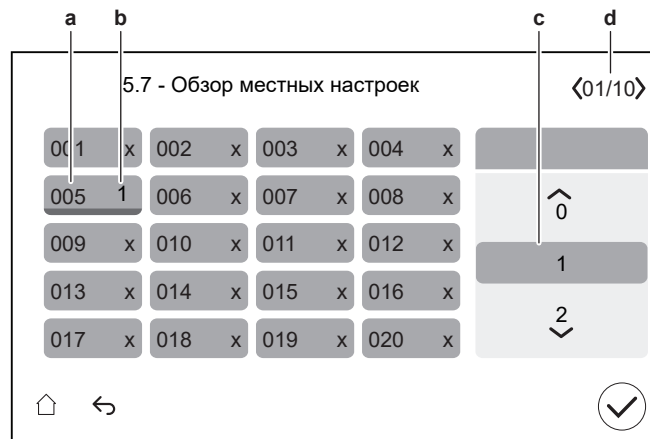 a b c d
5.7 - Обзор местных настроек 01/10
001 x 002 x 003 x 004 x
005 1 006 x 007 x 008 x
0
009 x 010 x 011 x 012 x
1
013 x 014 x 015 x 016 x
2
017 x 018 x 019 x 020 x